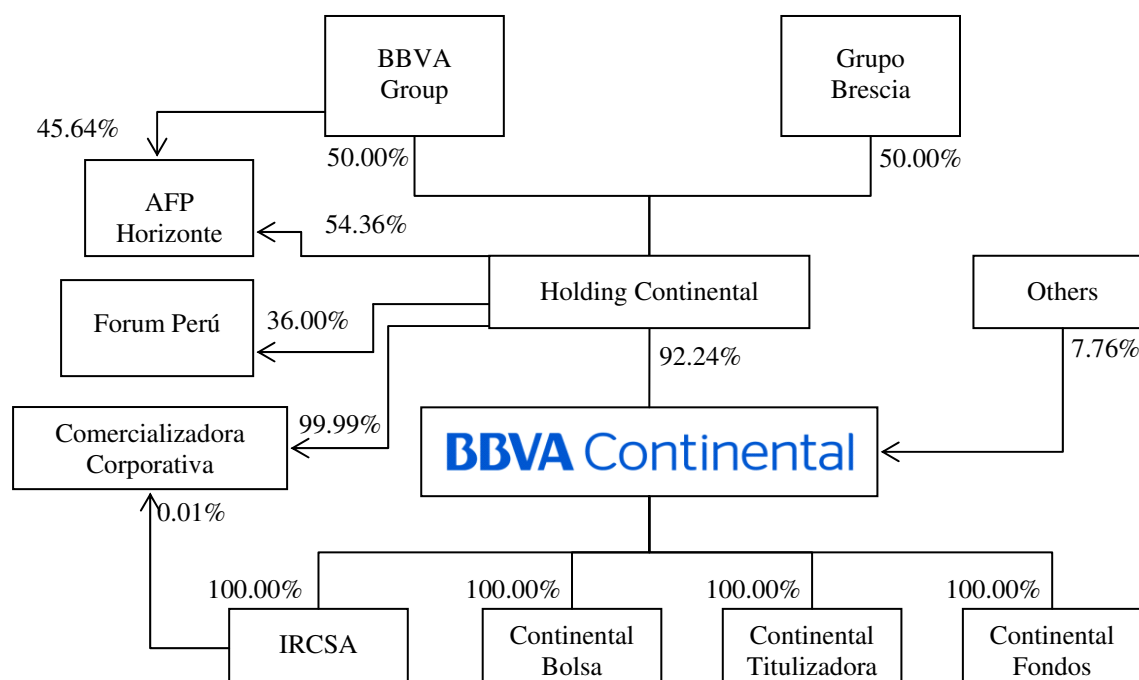 BBVA
Group
Grupo
Brescia
45.64%
50.00%
50.00%
AFP
Horizonte
54.36%
Holding Continental
Others
Forum Perú
36.00%
92.24%
7.76%
Comercializadora
Corporativa
99.99%
BBVA Continental
0.01%
100.00%
100.00%
100.00%
100.00%
IRCSA
Continental
Bolsa
Continental
Titulizadora
Continental
Fondos